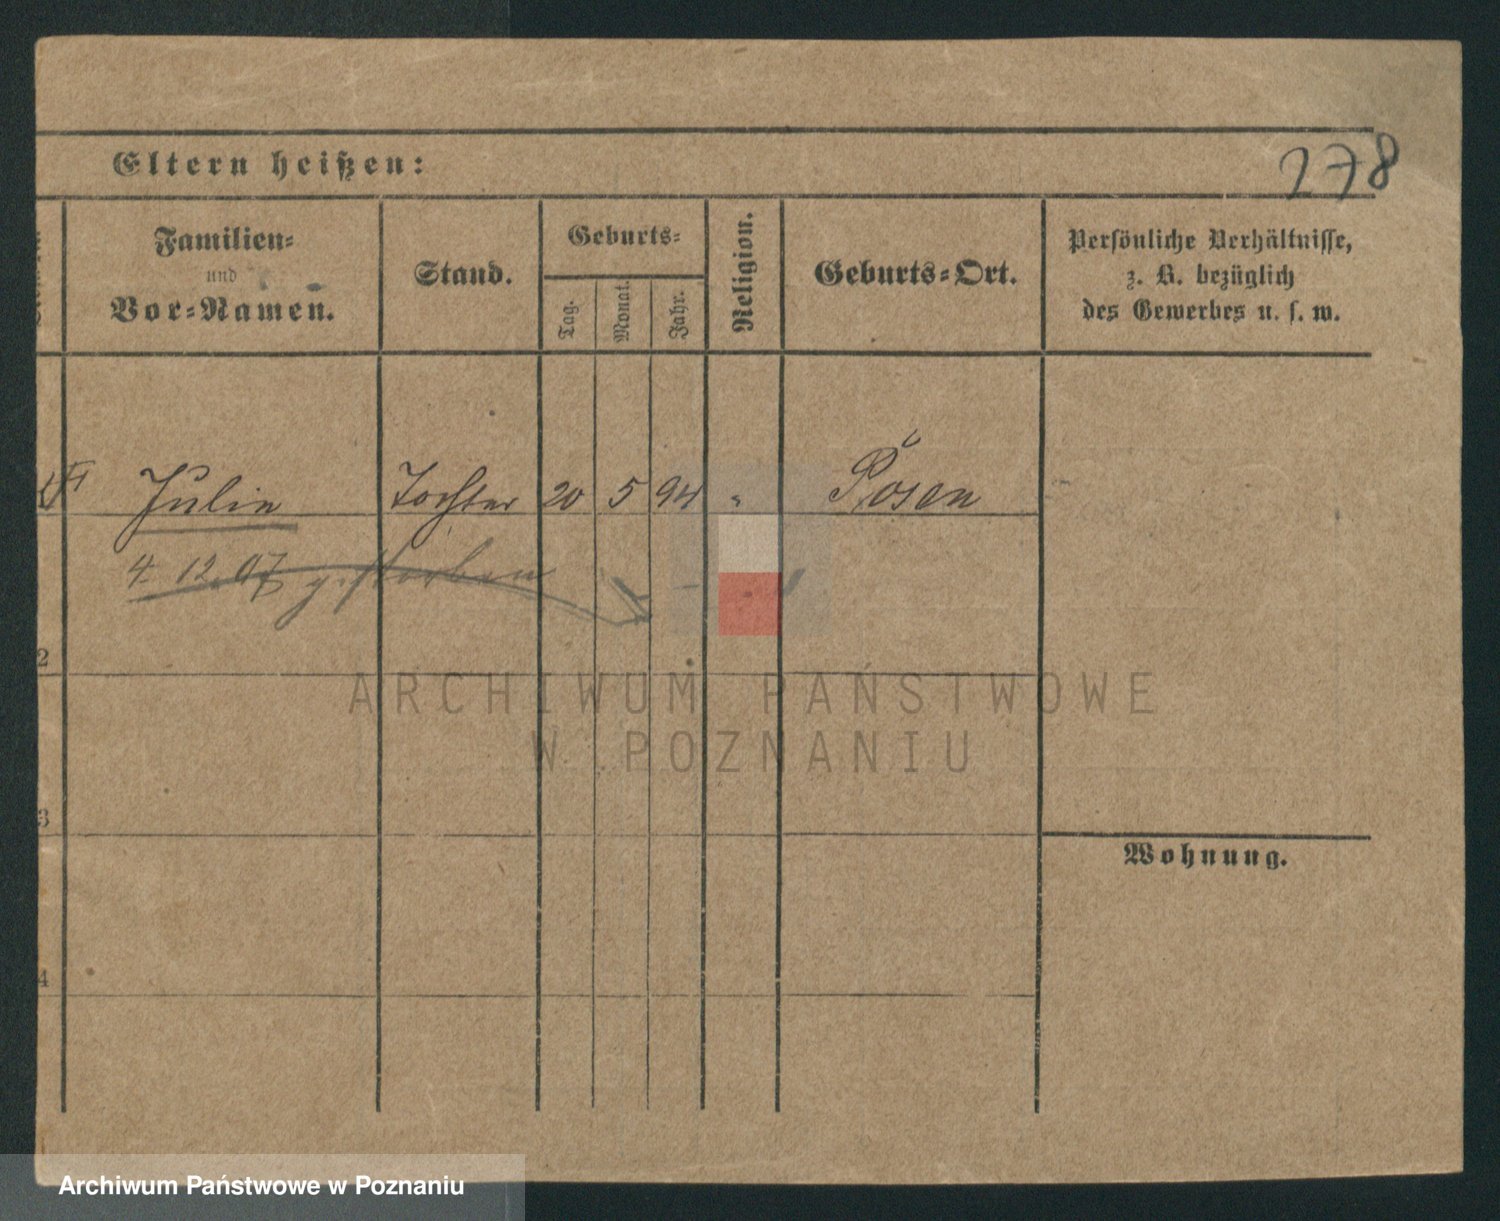 Eltern heißen:
278
Familien-
und
Vor-Namen.
Stand.
Geburts-
Tag.
Monat.
Jahr.
Religion.
Geburts-Ort.
Persönliche Verhältnisse,
z. B. bezüglich
des Gewerbes u. s. w.
Julie Tochter 20 5 94 " Posen
4. 12. 07 gestorben
2
ARCHIWUM PAŃSTWOWE
W POZNANIU
3
Wohnung.
4
Archiwum Państwowe w Poznaniu